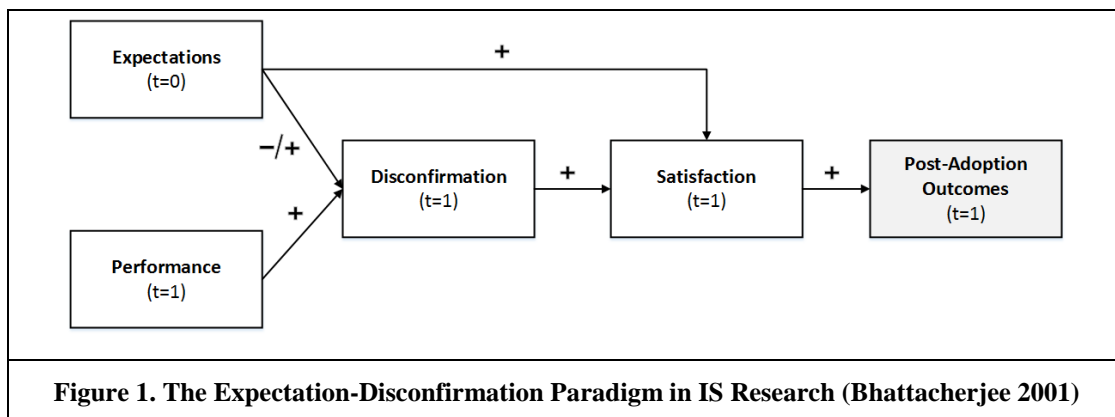 Expectations
(t=0)
+
−/+
Disconfirmation
(t=1)
+
Satisfaction
(t=1)
+
Post-Adoption
Outcomes
(t=1)
+
Performance
(t=1)
Figure 1. The Expectation-Disconfirmation Paradigm in IS Research (Bhattacherjee 2001)